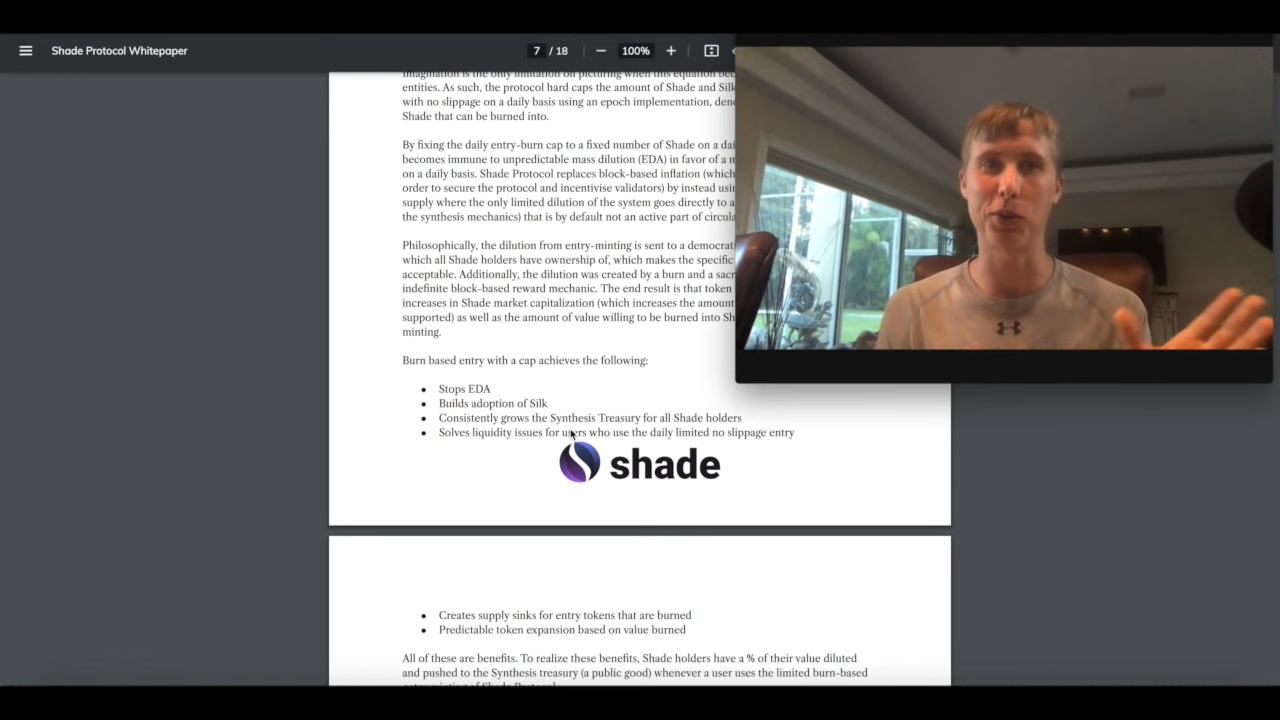 Shade Protocol Whitepaper
7 / 18
100%
imagination is the only limitation on picturing when this equation
entities. As such, the protocol hard caps the amount of Shade and Silk
with no slippage on a daily basis using an epoch implementation,
Shade that can be burned into.
By fixing the daily entry-burn cap to a fixed number of Shade on a
becomes immune to unpredictable mass dilution (EDA) in favor of a
on a daily basis. Shade Protocol replaces block-based inflation (which
order to secure the protocol and incentivise validators) by instead
supply where the only limited dilution of the system goes directly to
the synthesis mechanics) that is by default not an active part of
Philosophically, the dilution from entry-minting is sent to a
which all Shade holders have ownership of, which makes the specific
acceptable. Additionally, the dilution was created by a burn and a
indefinite block-based reward mechanic. The end result is that token
increases in Shade market capitalization (which increases the amount
supported) as well as the amount of value willing to be burned into
minting.
Burn based entry with a cap achieves the following:
• Stops EDA
• Builds adoption of Silk
• Consistently grows the Synthesis Treasury for all Shade holders
• Solves liquidity issues for users who use the daily limited no slippage entry
shade
• Creates supply sinks for entry tokens that are burned
• Predictable token expansion based on value burned
All of these are benefits. To realize these benefits, Shade holders have a % of their value diluted
and pushed to the Synthesis treasury (a public good) whenever a user uses the limited burn-based